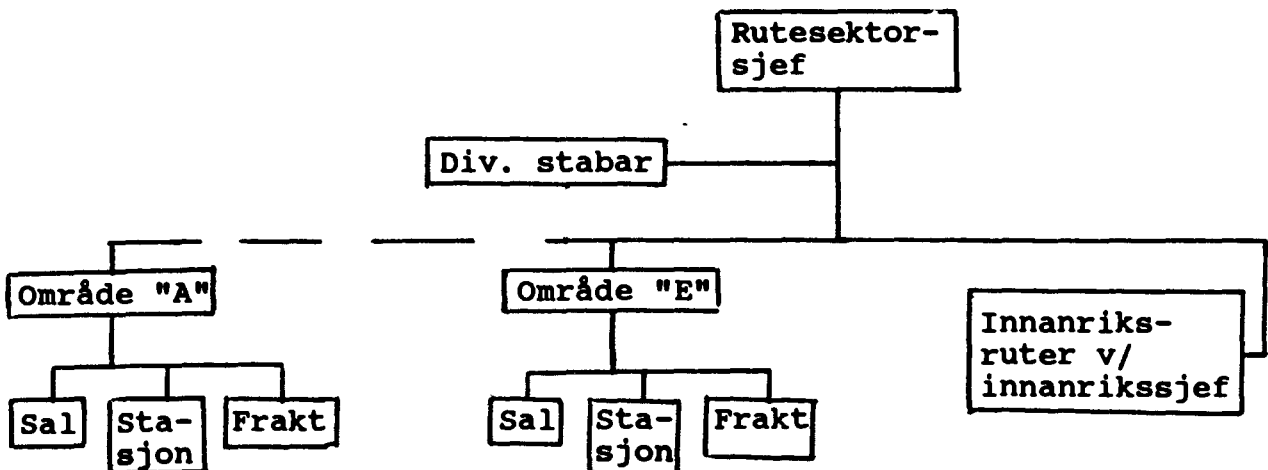 Rutesektor-
sjef
Div. stabar
Område "A"
Område "E"
Innanriks-
ruter v/
innanrikssjef
Sal
Sta-
sjon
Frakt
Sal
Sta-
sjon
Frakt